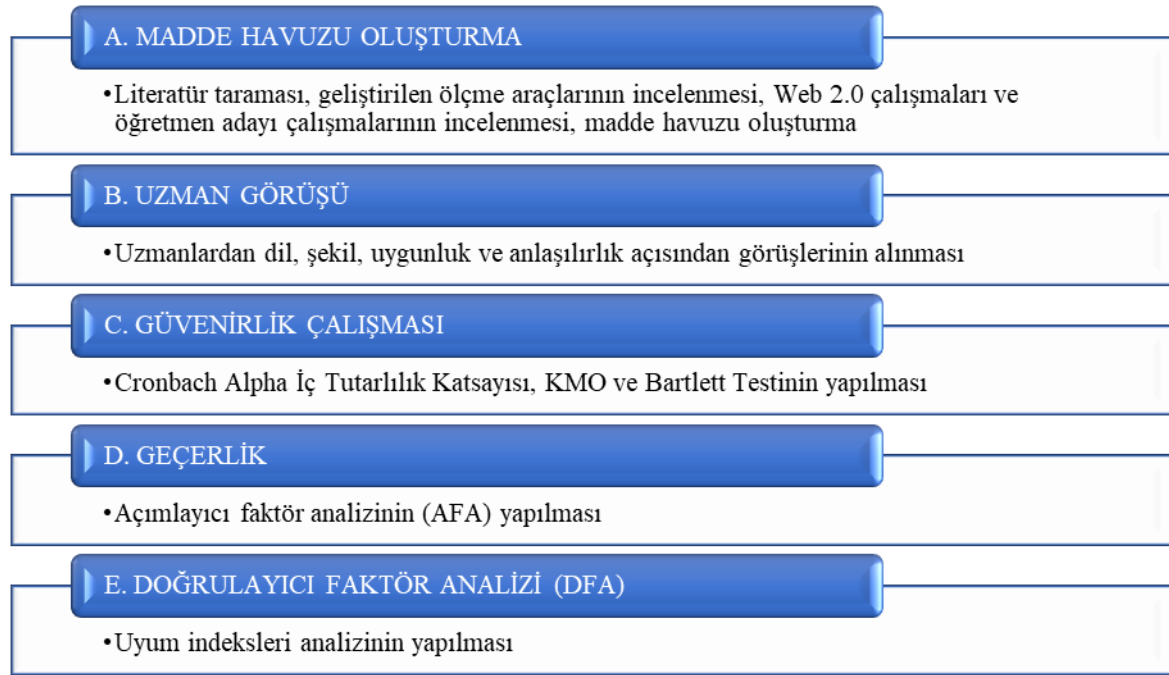 A. MADDE HAVUZU OLUŞTURMA
•Literatür taraması, geliştirilen ölçme araçlarının incelenmesi, Web 2.0 çalışmaları ve
öğretmen adayı çalışmalarının incelenmesi, madde havuzu oluşturma
B. UZMAN GÖRÜŞÜ
•Uzmanlardan dil, şekil, uygunluk ve anlaşılırlık açısından görüşlerinin alınması
C. GÜVENİRLİK ÇALIŞMASI
•Cronbach Alpha İç Tutarlılık Katsayısı, KMO ve Bartlett Testinin yapılması
D. GEÇERLİK
•Açımlayıcı faktör analizinin (AFA) yapılması
E. DOĞRULAYICI FAKTÖR ANALİZİ (DFA)
•Uyum indeksleri analizinin yapılması